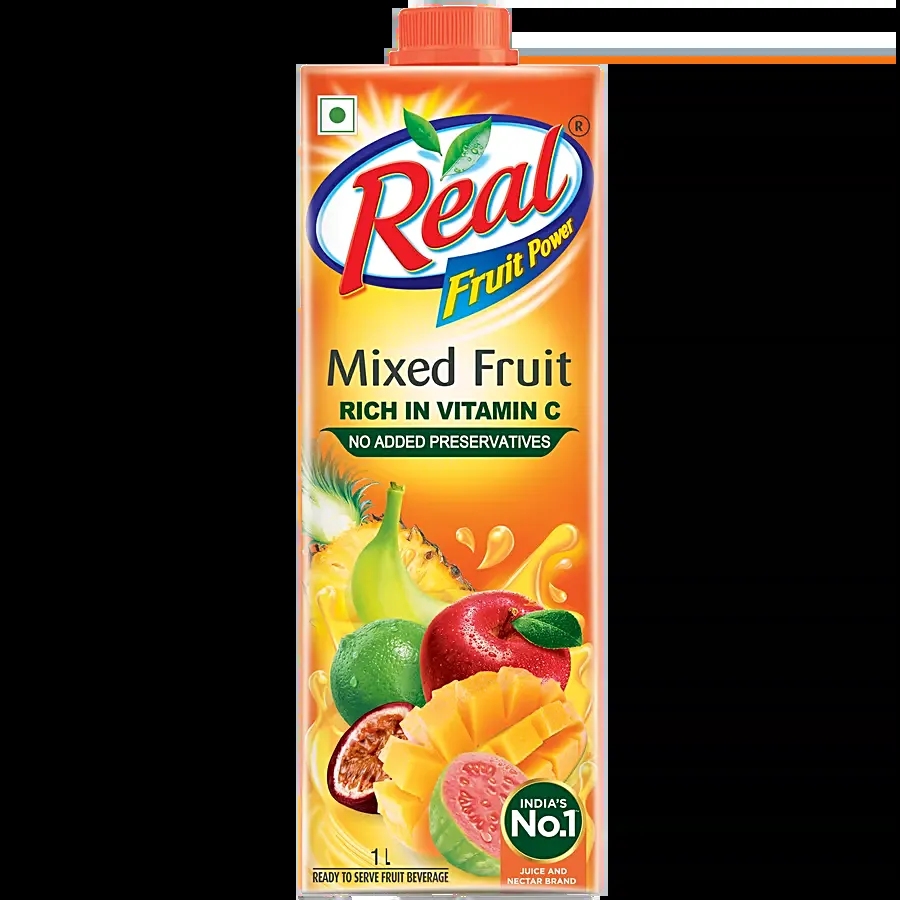 Real®
Fruit Power
Mixed Fruit
RICH IN VITAMIN C
NO ADDED PRESERVATIVES
INDIA'S
No.1
JUICE AND
NECTAR BRAND
1 L
READY TO SERVE FRUIT BEVERAGE